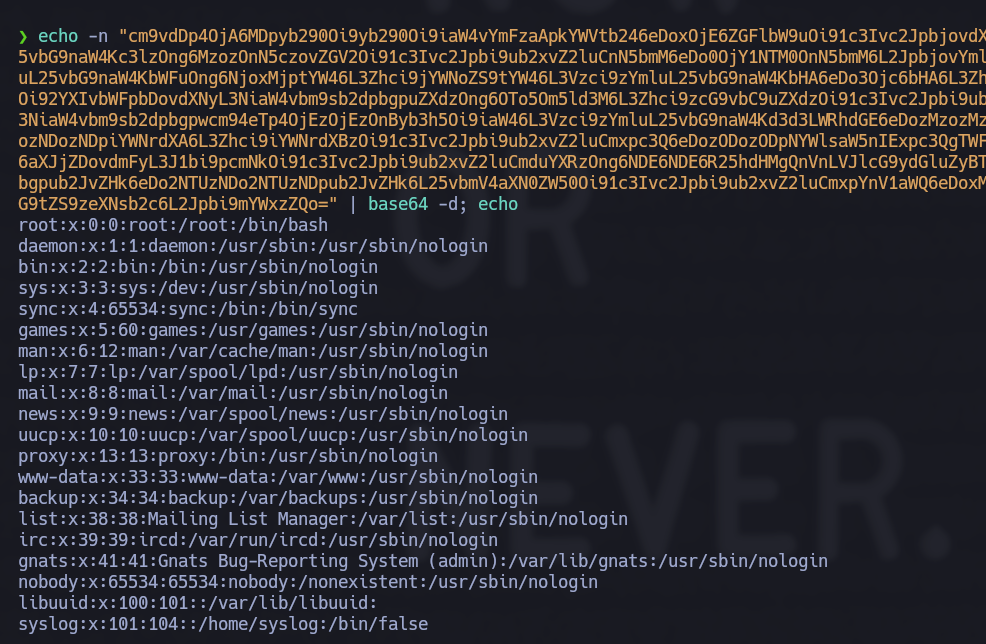 ❯ echo -n "cm9vdDp4OjA6MDpyb290Oi9yb290Oi9iaW4vYmFzaApkYWVtb246eDoxOjE6ZGFlbW9uOi91c3Ivc2JpbjovdX
5vbG9naW4Kc3lzOng6MzozOnN5czovZGV2Oi91c3Ivc2Jpbi9ub2xvZ2luCnN5bmM6eDo0OjY1NTM0OnN5bmM6L2JpbjovYml
uL25vbG9naW4KbWFuOng6NjoxMjptYW46L3Zhci9jYWNoZS9tYW46L3Vzci9zYmluL25vbG9naW4KbHA6eDo3Ojc6bHA6L3Zh
Oi92YXIvbWFpbDovdXNyL3NiaW4vbm9sb2dpbgpuZXdzOng6OTo5Om5ld3M6L3Zhci9zcG9vbC9uZXdzOi91c3Ivc2Jpbi9ub
3NiaW4vbm9sb2dpbgpwcm94eTp4OjEzOjEzOnByb3h5Oi9iaW46L3Vzci9zYmluL25vbG9naW4Kd3d3LWRhdGE6eDozMzozMz
ozNDozNDpiYWNrdXA6L3Zhci9iYWNrdXBzOi91c3Ivc2Jpbi9ub2xvZ2luCmxpc3Q6eDozODozODpNYWlsaW5nIExpc3QgTWF
6aXJjZDovdmFyL3J1bi9pcmNkOi91c3Ivc2Jpbi9ub2xvZ2luCmduYXRzOng6NDE6NDE6R25hdHMgQnVnLVJlcG9ydGluZyBT
bgpub2JvZHk6eDo2NTUzNDo2NTUzNDpub2JvZHk6L25vbmV4aXN0ZW50Oi91c3Ivc2Jpbi9ub2xvZ2luCmxpYnV1aWQ6eDoxM
G9tZS9zeXNsb2c6L2Jpbi9mYWxzZQo=" | base64 -d; echo
root:x:0:0:root:/root:/bin/bash
daemon:x:1:1:daemon:/usr/sbin:/usr/sbin/nologin
bin:x:2:2:bin:/bin:/usr/sbin/nologin
sys:x:3:3:sys:/dev:/usr/sbin/nologin
sync:x:4:65534:sync:/bin:/bin/sync
games:x:5:60:games:/usr/games:/usr/sbin/nologin
man:x:6:12:man:/var/cache/man:/usr/sbin/nologin
lp:x:7:7:lp:/var/spool/lpd:/usr/sbin/nologin
mail:x:8:8:mail:/var/mail:/usr/sbin/nologin
news:x:9:9:news:/var/spool/news:/usr/sbin/nologin
uucp:x:10:10:uucp:/var/spool/uucp:/usr/sbin/nologin
proxy:x:13:13:proxy:/bin:/usr/sbin/nologin
www-data:x:33:33:www-data:/var/www:/usr/sbin/nologin
backup:x:34:34:backup:/var/backups:/usr/sbin/nologin
list:x:38:38:Mailing List Manager:/var/list:/usr/sbin/nologin
irc:x:39:39:ircd:/var/run/ircd:/usr/sbin/nologin
gnats:x:41:41:Gnats Bug-Reporting System (admin):/var/lib/gnats:/usr/sbin/nologin
nobody:x:65534:65534:nobody:/nonexistent:/usr/sbin/nologin
libuuid:x:100:101::/var/lib/libuuid:
syslog:x:101:104::/home/syslog:/bin/false
OR
NEVER.